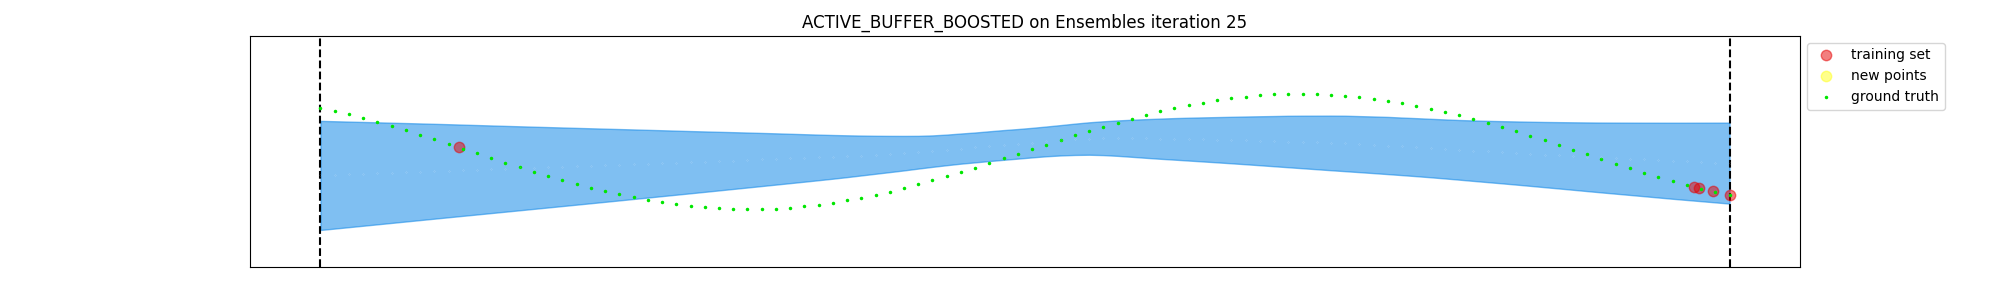 ACTIVE_BUFFER_BOOSTED on Ensembles iteration 25
training set
new points
ground truth